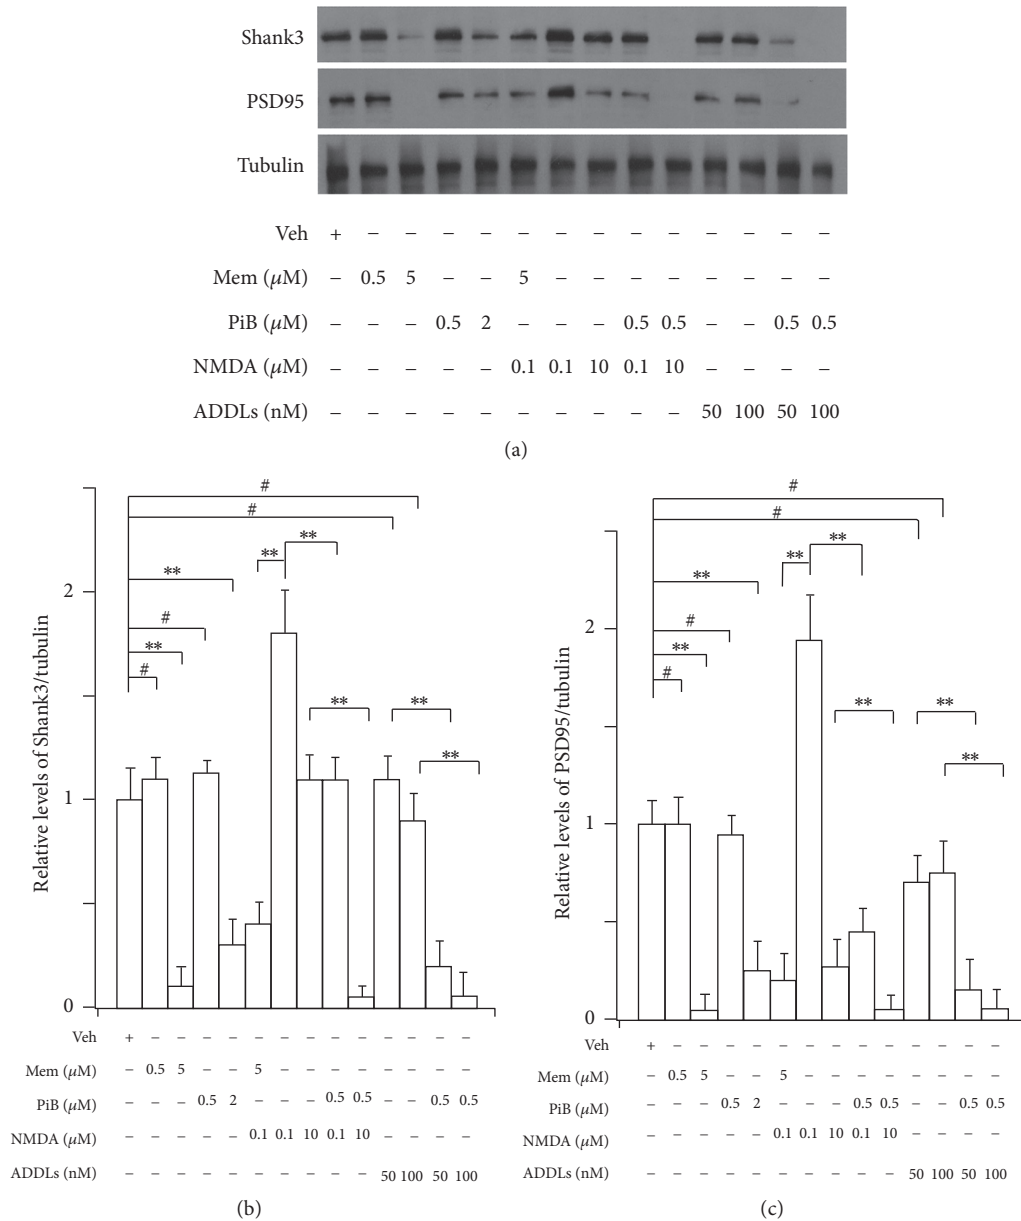 Shank3
PSD95
Tubulin
Veh + – – – – – – – – – – – – –
Mem (μM) – 0.5 5 – – 5 – – – – – – – –
PiB (μM) – – – 0.5 2 – – – 0.5 0.5 – – 0.5 0.5
NMDA (μM) – – – – – 0.1 0.1 10 0.1 10 – – – –
ADDLs (nM) – – – – – – – – – – 50 100 50 100
(a)
Relative levels of Shank3/tubulin
#
#
**
**
**
#
**
#
**
**
**
2
1
0
Veh + – – – – – – – – – – – – –
Mem (μM) – 0.5 5 – – 5 – – – – – – – –
PiB (μM) – – – 0.5 2 – – – 0.5 0.5 – – 0.5 0.5
NMDA (μM) – – – – – 0.1 0.1 10 0.1 10 – – – –
ADDLs (nM) – – – – – – – – – – 50 100 50 100
(b)
Relative levels of PSD95/tubulin
#
#
**
**
**
#
**
#
**
**
**
2
1
0
Veh + – – – – – – – – – – – – –
Mem (μM) – 0.5 5 – – 5 – – – – – – – –
PiB (μM) – – – 0.5 2 – – – 0.5 0.5 – – 0.5 0.5
NMDA (μM) – – – – – 0.1 0.1 10 0.1 10 – – – –
ADDLs (nM) – – – – – – – – – – 50 100 50 100
(c)